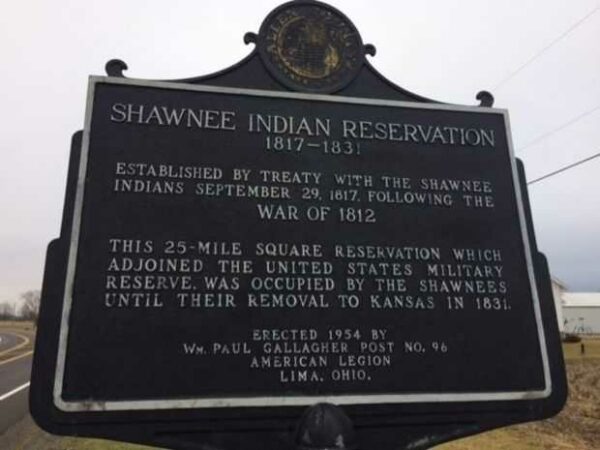 ALLEN COUNTY
SHAWNEE INDIAN RESERVATION
1817–1831
ESTABLISHED BY TREATY WITH THE SHAWNEE
INDIANS SEPTEMBER 29, 1817, FOLLOWING THE
WAR OF 1812
THIS 25-MILE SQUARE RESERVATION WHICH
ADJOINED THE UNITED STATES MILITARY
RESERVE, WAS OCCUPIED BY THE SHAWNEES
UNTIL THEIR REMOVAL TO KANSAS IN 1831.
ERECTED 1954 BY
WM. PAUL GALLAGHER POST NO. 96
AMERICAN LEGION
LIMA, OHIO.